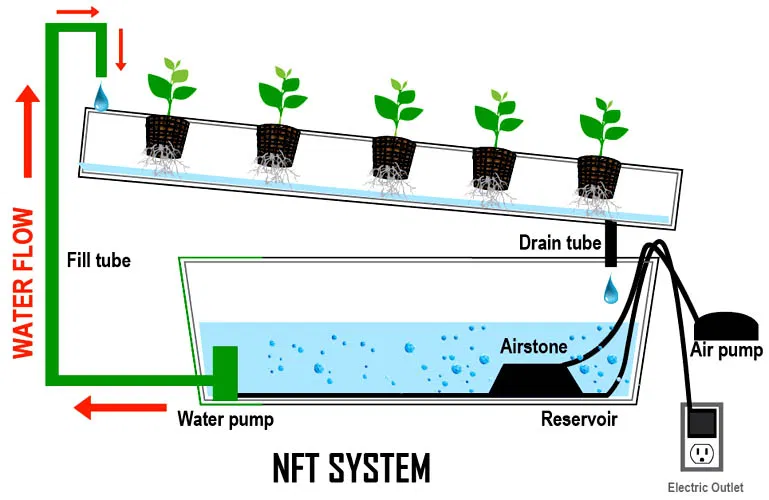 WATER FLOW
Fill tube
Drain tube
Airstone
Air pump
Water pump
Reservoir
NFT SYSTEM
Electric Outlet